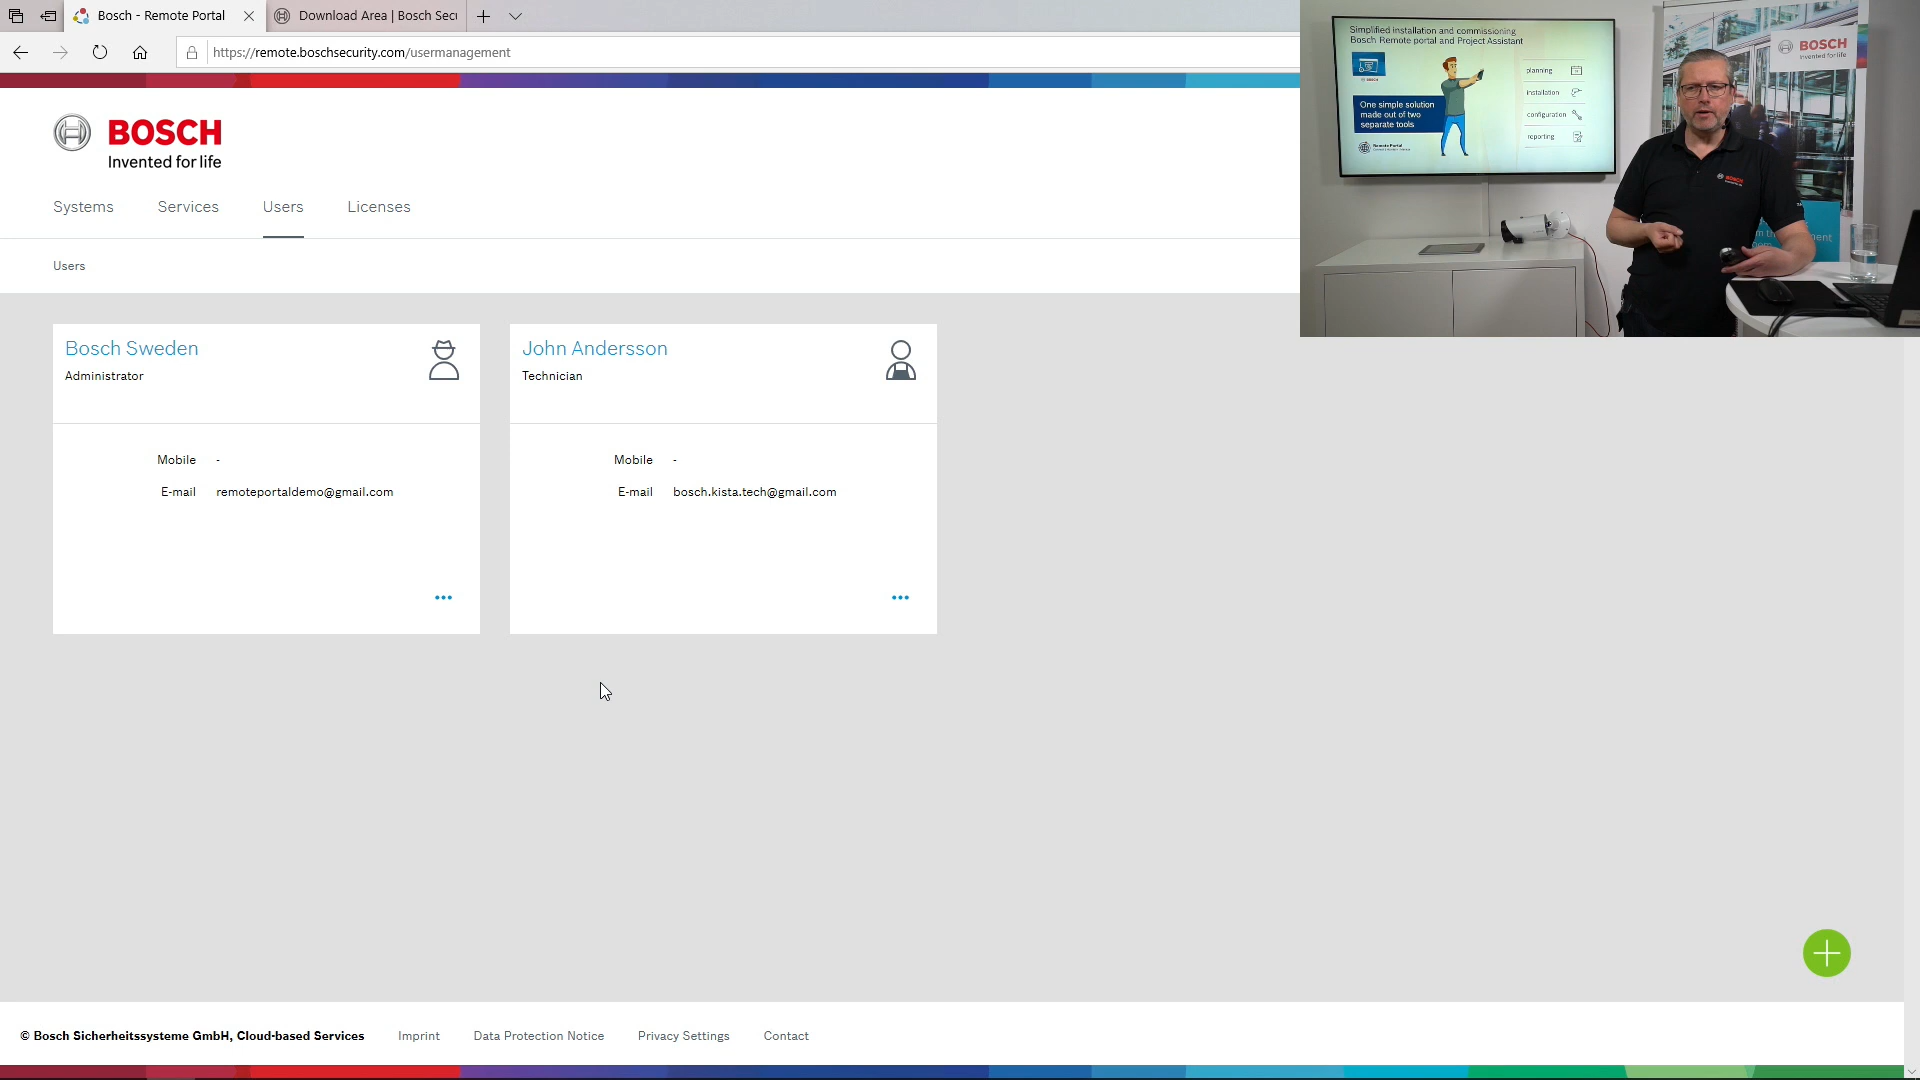 Bosch - Remote Portal
Download Area | Bosch Secu
https://remote.boschsecurity.com/usermanagement
BOSCH
Invented for life
Systems
Services
Users
Licenses
Users
Bosch Sweden
Administrator
Mobile -
E-mail remoteportaldemo@gmail.com
John Andersson
Technician
Mobile -
E-mail bosch.kista.tech@gmail.com
Simplified installation and commissioning
Bosch Remote portal and Project Assistant
One simple solution
made out of two
separate tools
Remote Portal
planning
installation
configuration
reporting
BOSCH
Invented for life
BOSCH
© Bosch Sicherheitssysteme GmbH, Cloud-based Services
Imprint
Data Protection Notice
Privacy Settings
Contact